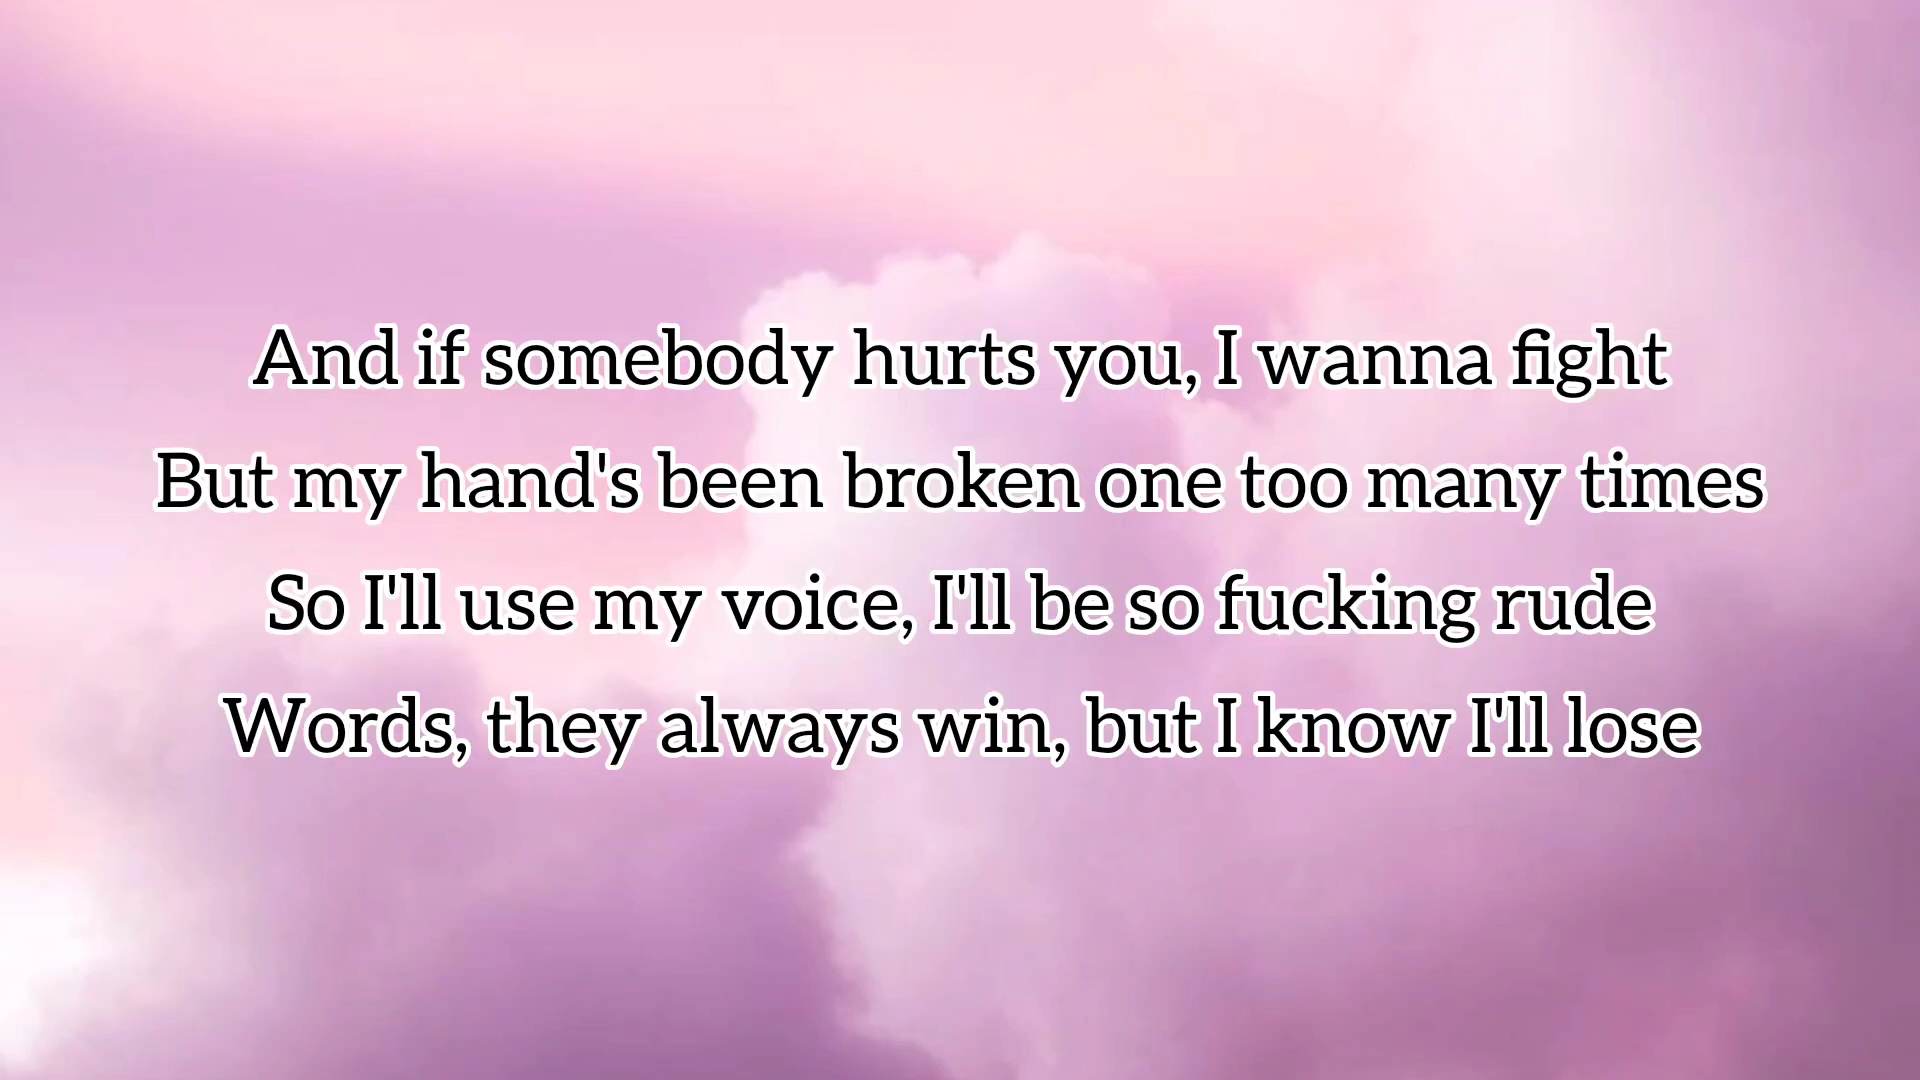 And if somebody hurts you, I wanna fight
But my hand's been broken one too many times
So I'll use my voice, I'll be so fucking rude
Words, they always win, but I know I'll lose